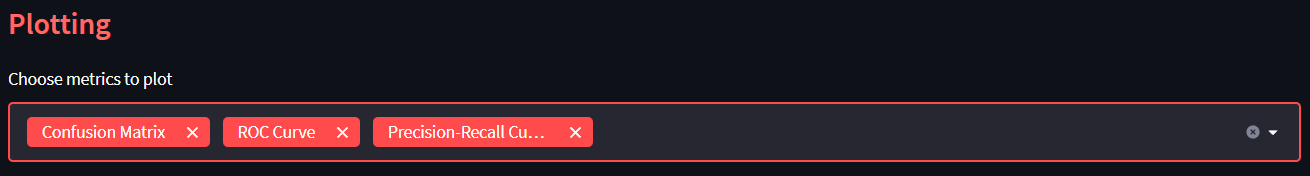 Plotting
Choose metrics to plot
Confusion Matrix ROC Curve Precision-Recall Cu...